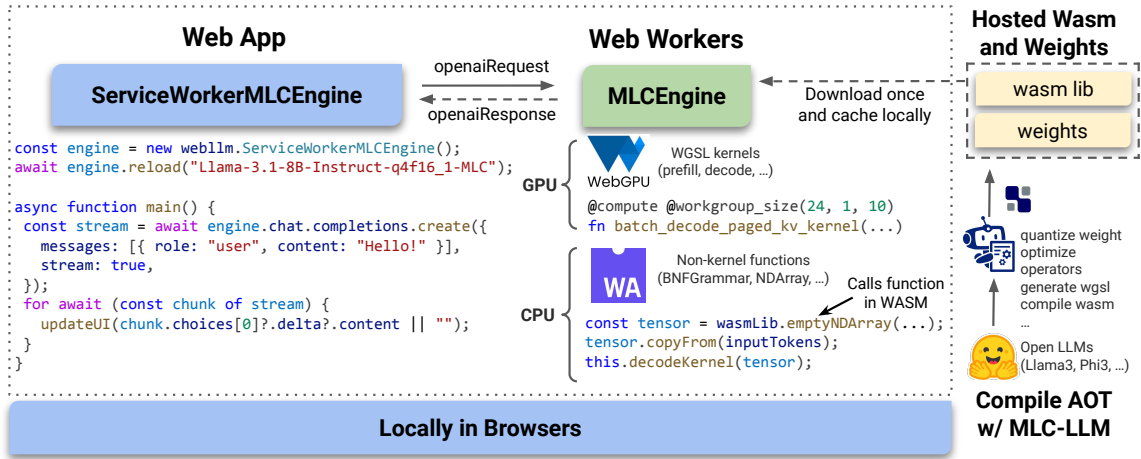 Web App
ServiceWorkerMLCEngine
openaiRequest
openaiResponse
Web Workers
MLCEngine
Download once
and cache locally
Hosted Wasm
and Weights
wasm lib
weights
const engine = new webllm.ServiceWorkerMLCEngine();
await engine.reload("Llama-3.1-8B-Instruct-q4f16_1-MLC");
async function main() {
const stream = await engine.chat.completions.create({
messages: [{ role: "user", content: "Hello!" }],
stream: true,
});
for await (const chunk of stream) {
updateUI(chunk.choices[0]?.delta?.content || "");
}
}
GPU
WebGPU
WGSL kernels
(prefill, decode, ...)
@compute @workgroup_size(24, 1, 10)
fn batch_decode_paged_kv_kernel(...)
CPU
WA
Non-kernel functions
(BNFGrammar, NDArray, ...)
Calls function
in WASM
const tensor = wasmLib.emptyNDArray(...);
tensor.copyFrom(inputTokens);
this.decodeKernel(tensor);
quantize weight
optimize
operators
generate wgsl
compile wasm
...
Open LLMs
(Llama3, Phi3, ...)
Compile AOT
w/ MLC-LLM
Locally in Browsers